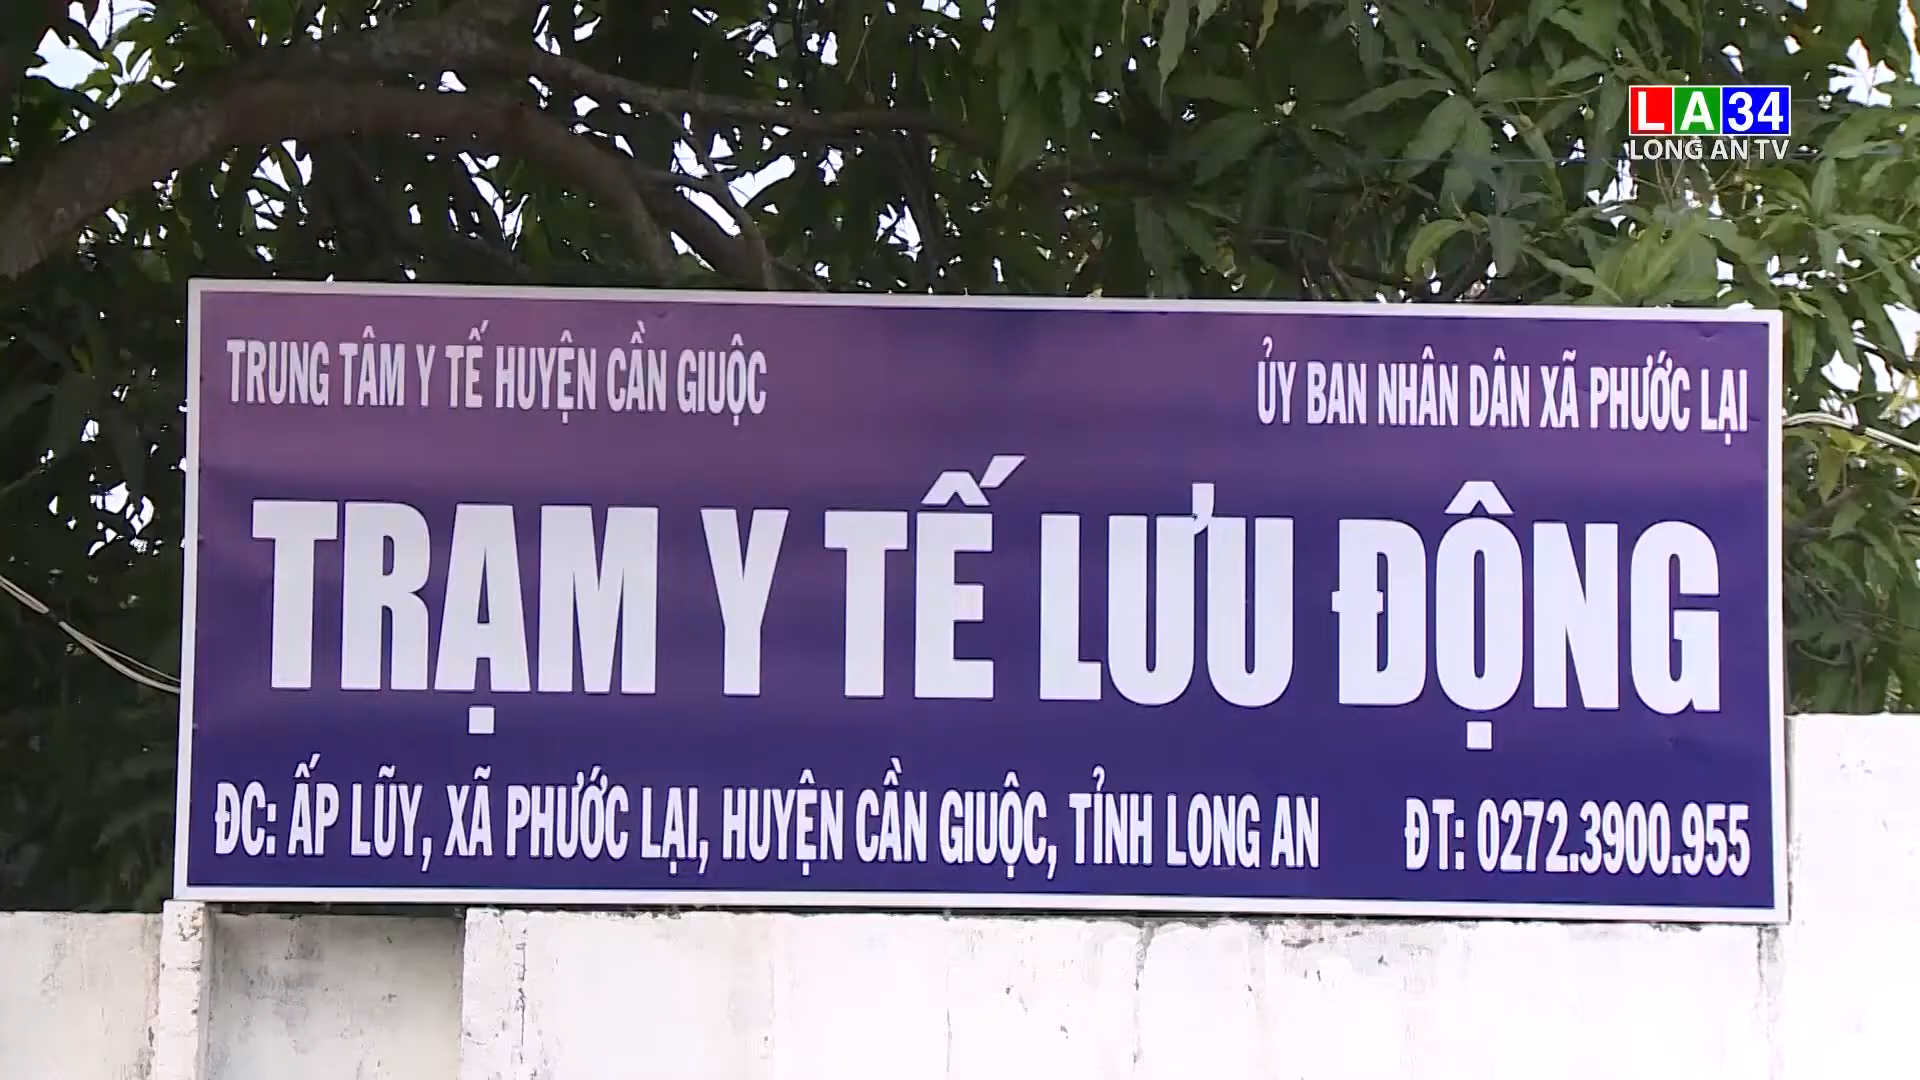 LA34
LONG AN TV
TRUNG TÂM Y TẾ HUYỆN CẦN GIUỘC
ỦY BAN NHÂN DÂN XÃ PHƯỚC LẠI
TRẠM Y TẾ LƯU ĐỘNG
ĐC: ẤP LŨY, XÃ PHƯỚC LẠI, HUYỆN CẦN GIUỘC, TỈNH LONG AN ĐT: 0272.3900.955